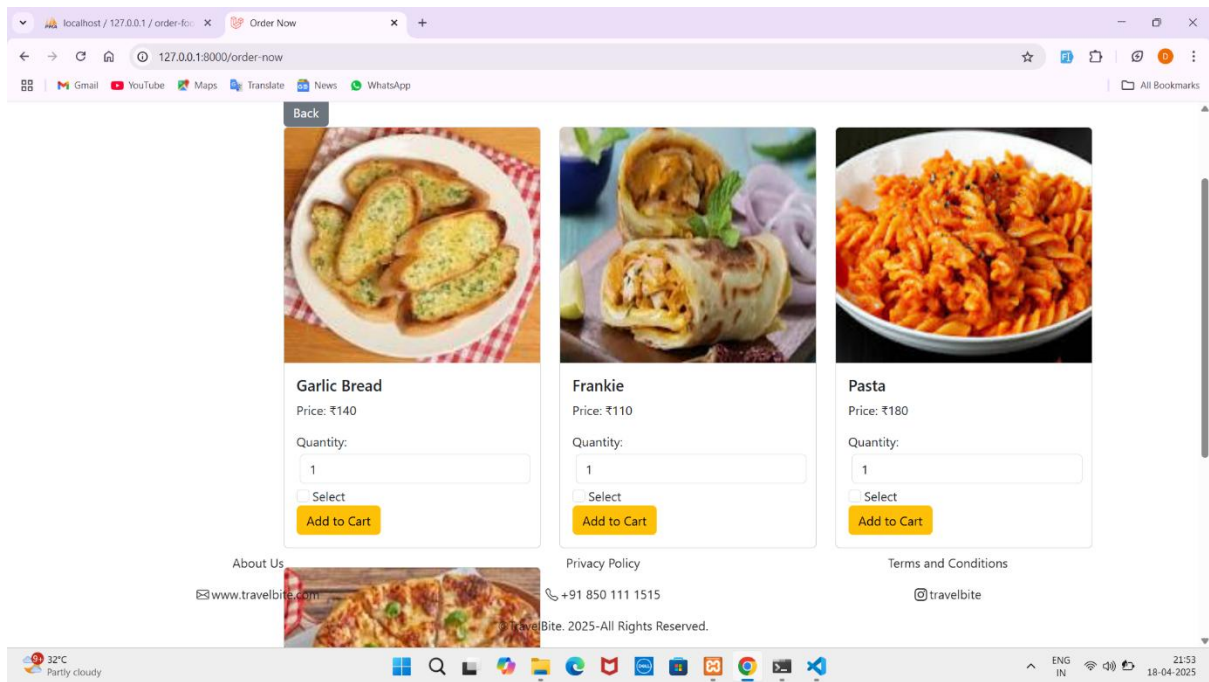 localhost / 127.0.0.1 / order-foo
Order Now
127.0.0.1:8000/order-now
Gmail YouTube Maps Translate News WhatsApp All Bookmarks
Back
Garlic Bread Frankie Pasta
Price: ₹140 Price: ₹110 Price: ₹180
Quantity: Quantity: Quantity:
1 1 1
Select Select Select
Add to Cart Add to Cart Add to Cart
About Us Privacy Policy Terms and Conditions
www.travelbite.com +91 850 111 1515 travelbite
© TravelBite. 2025-All Rights Reserved.
32°C
Partly cloudy
ENG
IN
21:53
18-04-2025